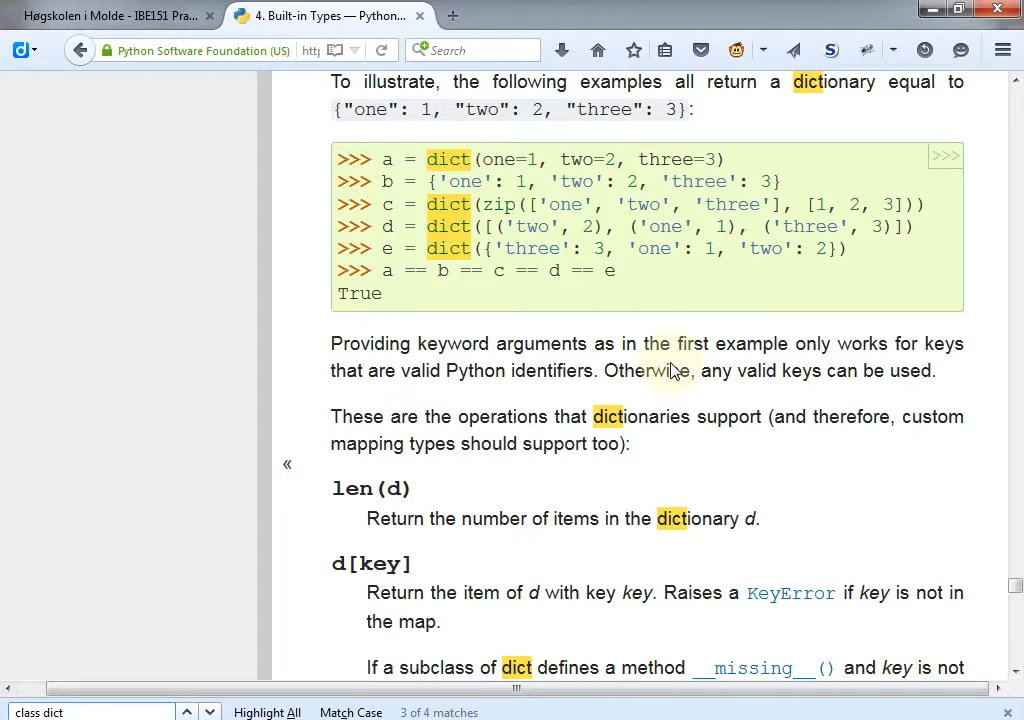 Høgskolen i Molde - IBE151 Pra... × 4. Built-in Types — Python... × +
d Python Software Foundation (US) http Search
To illustrate, the following examples all return a dictionary equal to
{"one": 1, "two": 2, "three": 3}:
>>> a = dict(one=1, two=2, three=3) >>>
>>> b = {'one': 1, 'two': 2, 'three': 3}
>>> c = dict(zip(['one', 'two', 'three'], [1, 2, 3]))
>>> d = dict([('two', 2), ('one', 1), ('three', 3)])
>>> e = dict({'three': 3, 'one': 1, 'two': 2})
>>> a == b == c == d == e
True
Providing keyword arguments as in the first example only works for keys
that are valid Python identifiers. Otherwise, any valid keys can be used.
These are the operations that dictionaries support (and therefore, custom
mapping types should support too):
«
len(d)
Return the number of items in the dictionary d.
d[key]
Return the item of d with key key. Raises a KeyError if key is not in
the map.
If a subclass of dict defines a method __missing__() and key is not
class dict Highlight All Match Case 3 of 4 matches ×